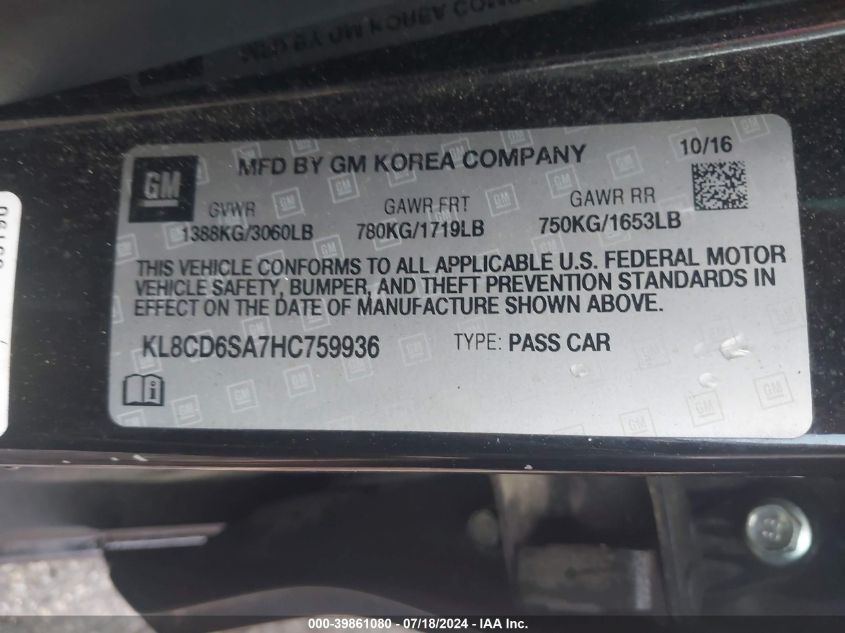 GM
MFD BY GM KOREA COMPANY
10/16
GVWR
GAWR FRT
GAWR RR
1388KG/3060LB
780KG/1719LB
750KG/1653LB
THIS VEHICLE CONFORMS TO ALL APPLICABLE U.S. FEDERAL MOTOR
VEHICLE SAFETY, BUMPER, AND THEFT PREVENTION STANDARDS IN
EFFECT ON THE DATE OF MANUFACTURE SHOWN ABOVE.
KL8CD6SA7HC759936
TYPE: PASS CAR
000-39861080 - 07/18/2024 - IAA Inc.